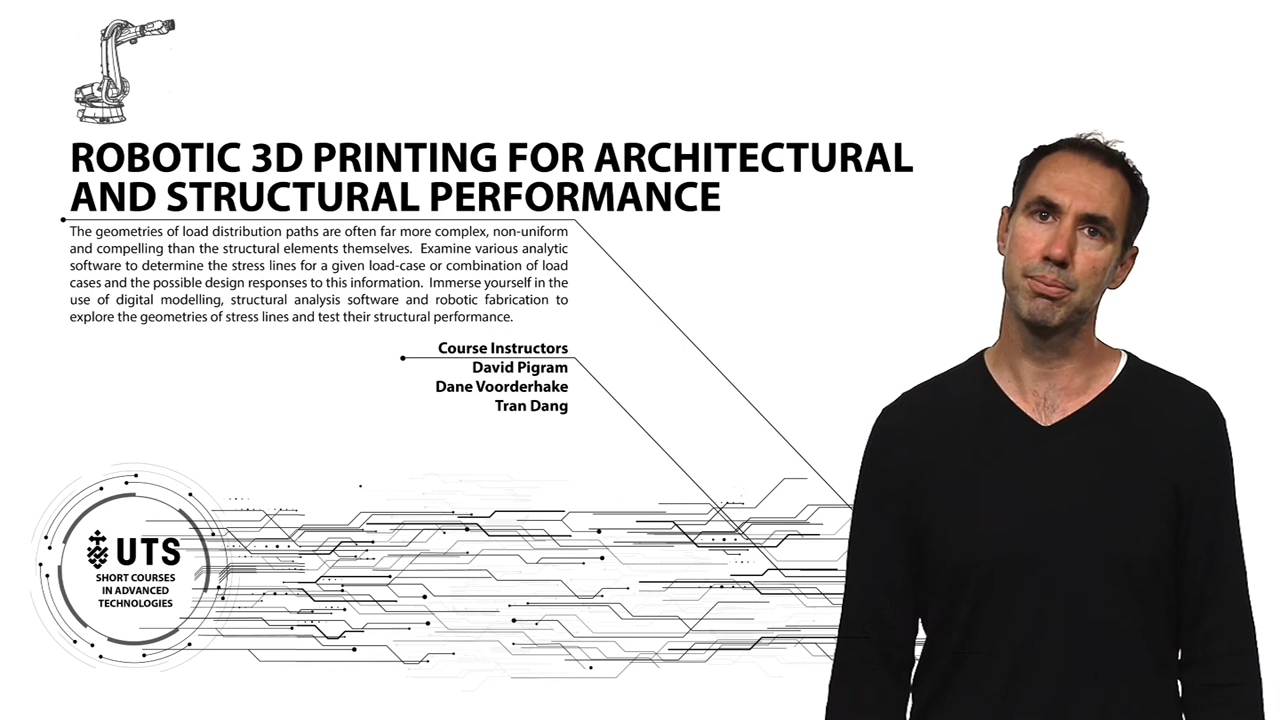 ROBOTIC 3D PRINTING FOR ARCHITECTURAL
AND STRUCTURAL PERFORMANCE
The geometries of load distribution paths are often far more complex, non-uniform
and compelling than the structural elements themselves. Examine various analytic
software to determine the stress lines for a given load-case or combination of load
cases and the possible design responses to this information. Immerse yourself in the
use of digital modelling, structural analysis software and robotic fabrication to
explore the geometries of stress lines and test their structural performance.
Course Instructors
David Pigram
Dane Voorderhake
Tran Dang
UTS
SHORT COURSES
IN ADVANCED
TECHNOLOGIES